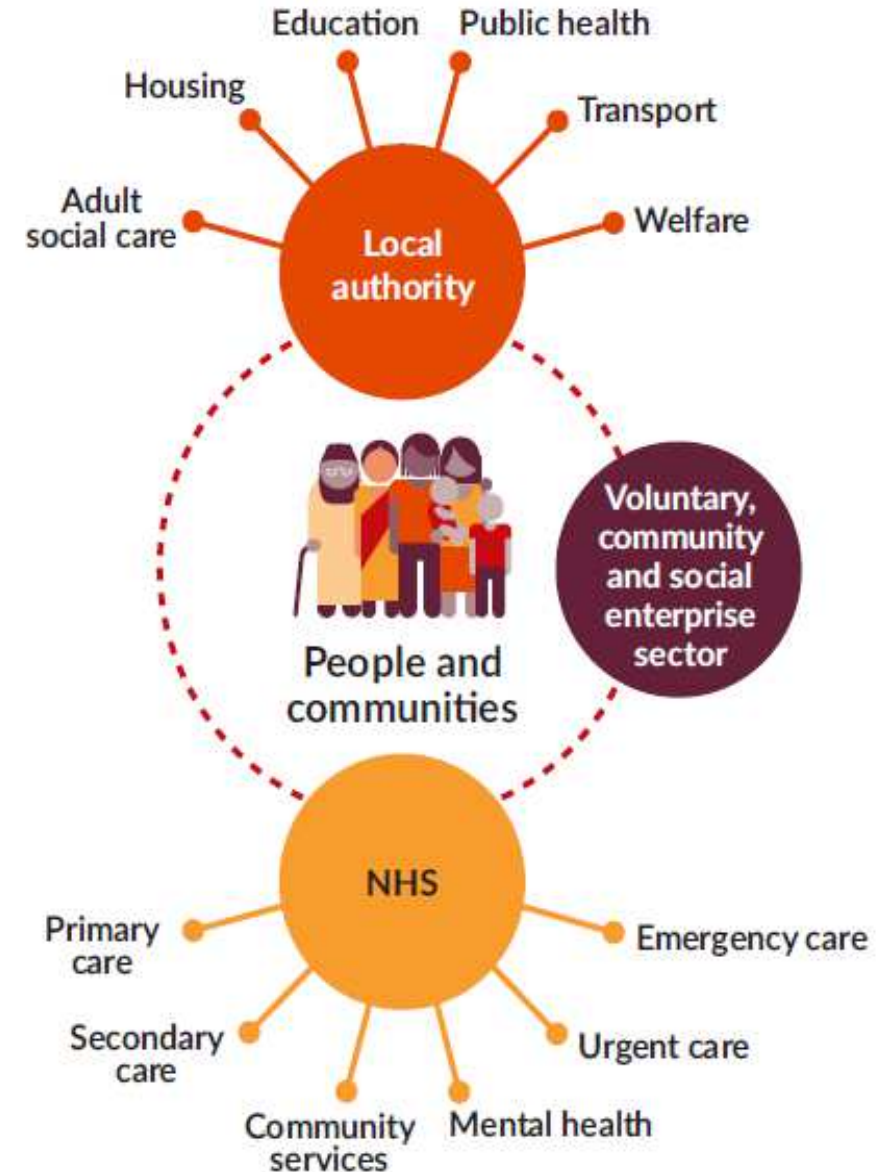 Education
Public health
Housing
Transport
Adult
social care
Welfare
Local
authority
Voluntary,
community
and social
enterprise
sector
People and
communities
NHS
Primary
care
Emergency care
Secondary
care
Urgent care
Community
services
Mental health